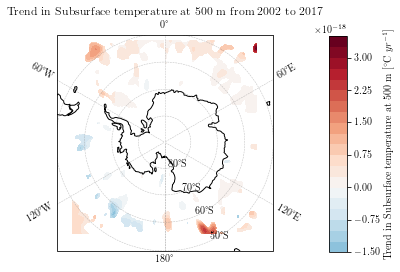 Trend in Subsurface temperature at 500 m from 2002 to 2017
0°
×10⁻¹⁸
60°W
60°E
3.00
2.25
1.50
0.75
0.00
−0.75
−1.50
80°S
70°S
60°S
50°S
120°W
120°E
180°
Trend in Subsurface temperature at 500 m [°C yr⁻¹]